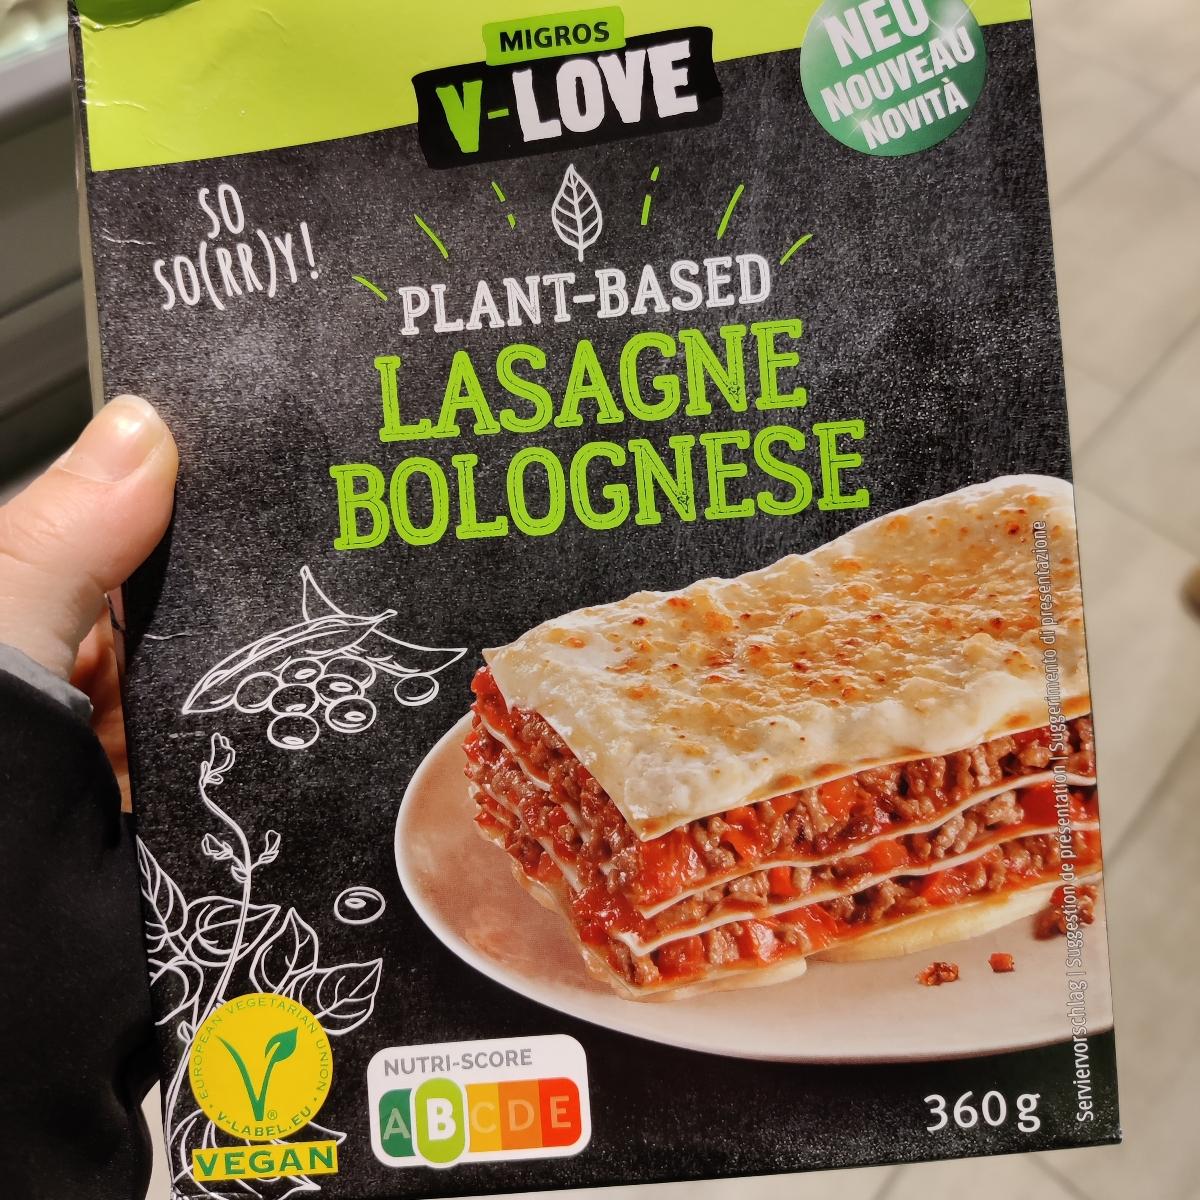 MIGROS
V-LOVE
NEU
NOUVEAU
NOVITÀ
SO
SO(RR)Y!
PLANT-BASED
LASAGNE
BOLOGNESE
Serviervorschlag | Suggestion de présentation | Suggerimento di presentazione
EUROPEAN VEGETARIAN UNION
V-LABEL.EU
®
VEGAN
NUTRI-SCORE
A B C D E
360g